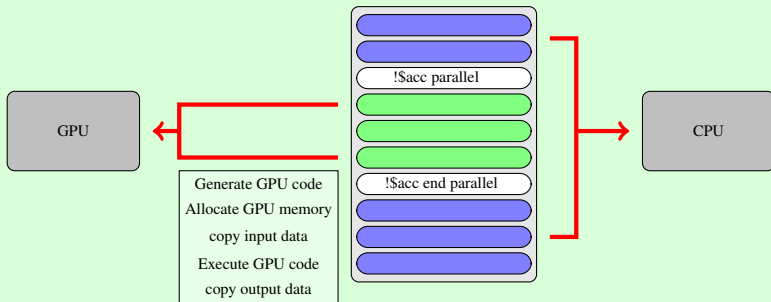 !$acc parallel
GPU
CPU
!$acc end parallel
Generate GPU code
Allocate GPU memory
copy input data
Execute GPU code
copy output data